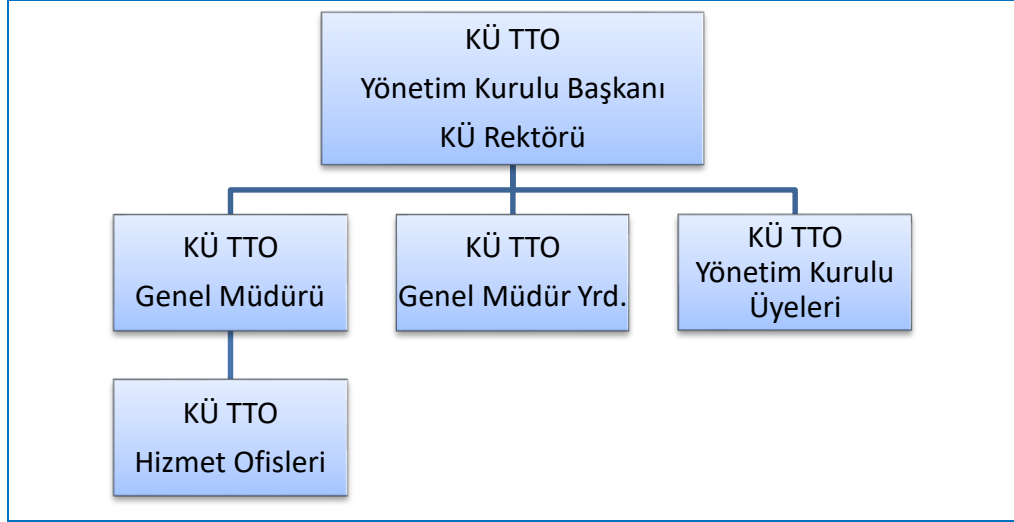 KÜ TTO
Yönetim Kurulu Başkanı
KÜ Rektörü
KÜ TTO
Genel Müdürü
KÜ TTO
Genel Müdür Yrd.
KÜ TTO
Yönetim Kurulu
Üyeleri
KÜ TTO
Hizmet Ofisleri